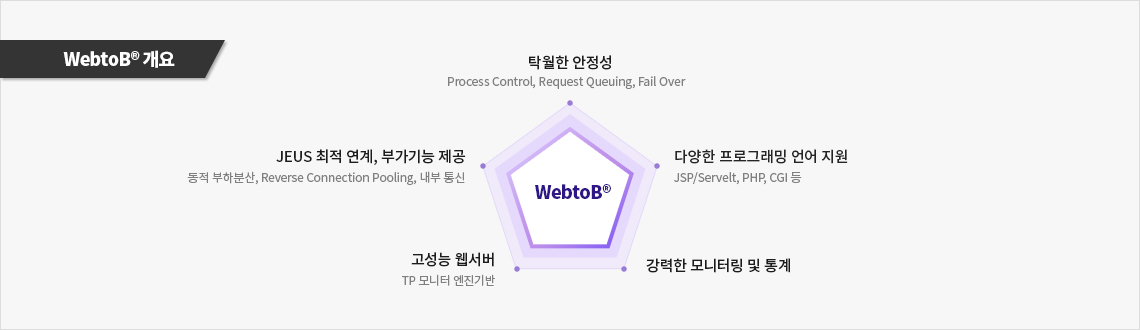 WebtoB® 개요
탁월한 안정성
Process Control, Request Queuing, Fail Over
JEUS 최적 연계, 부가기능 제공
동적 부하분산, Reverse Connection Pooling, 내부 통신
다양한 프로그래밍 언어 지원
JSP/Servelt, PHP, CGI 등
WebtoB®
고성능 웹서버
TP 모니터 엔진기반
강력한 모니터링 및 통계